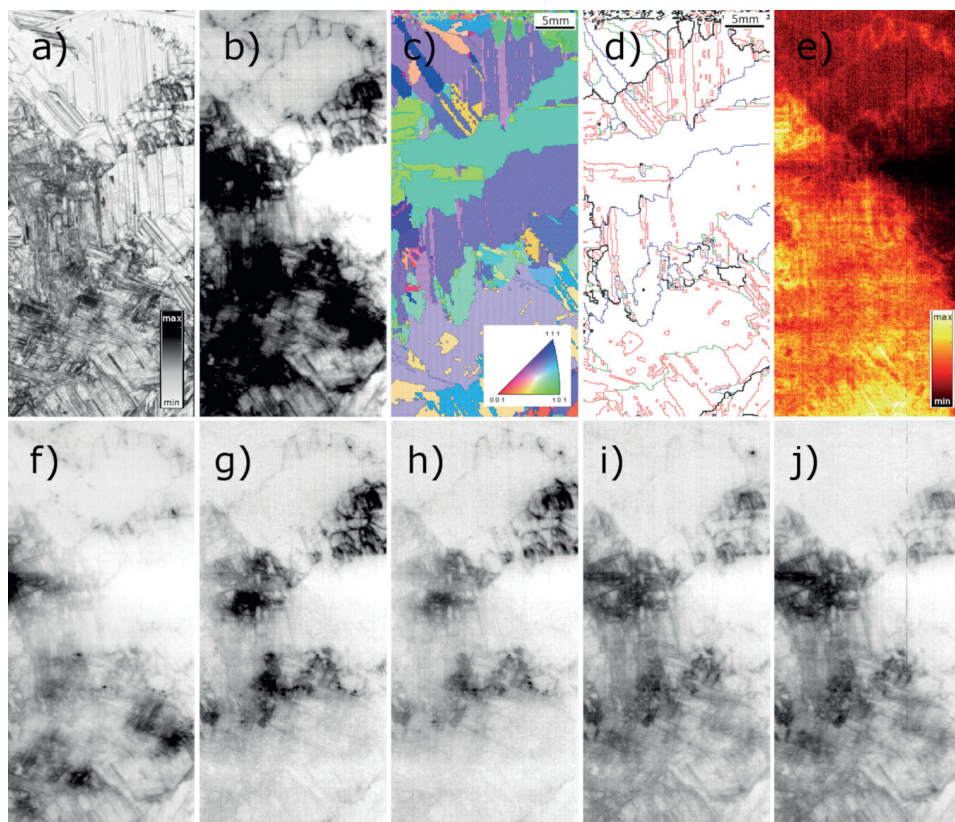 a)
b)
c)
d)
e)
5mm
5mm
max
min
111
001
101
max
min
f)
g)
h)
i)
j)